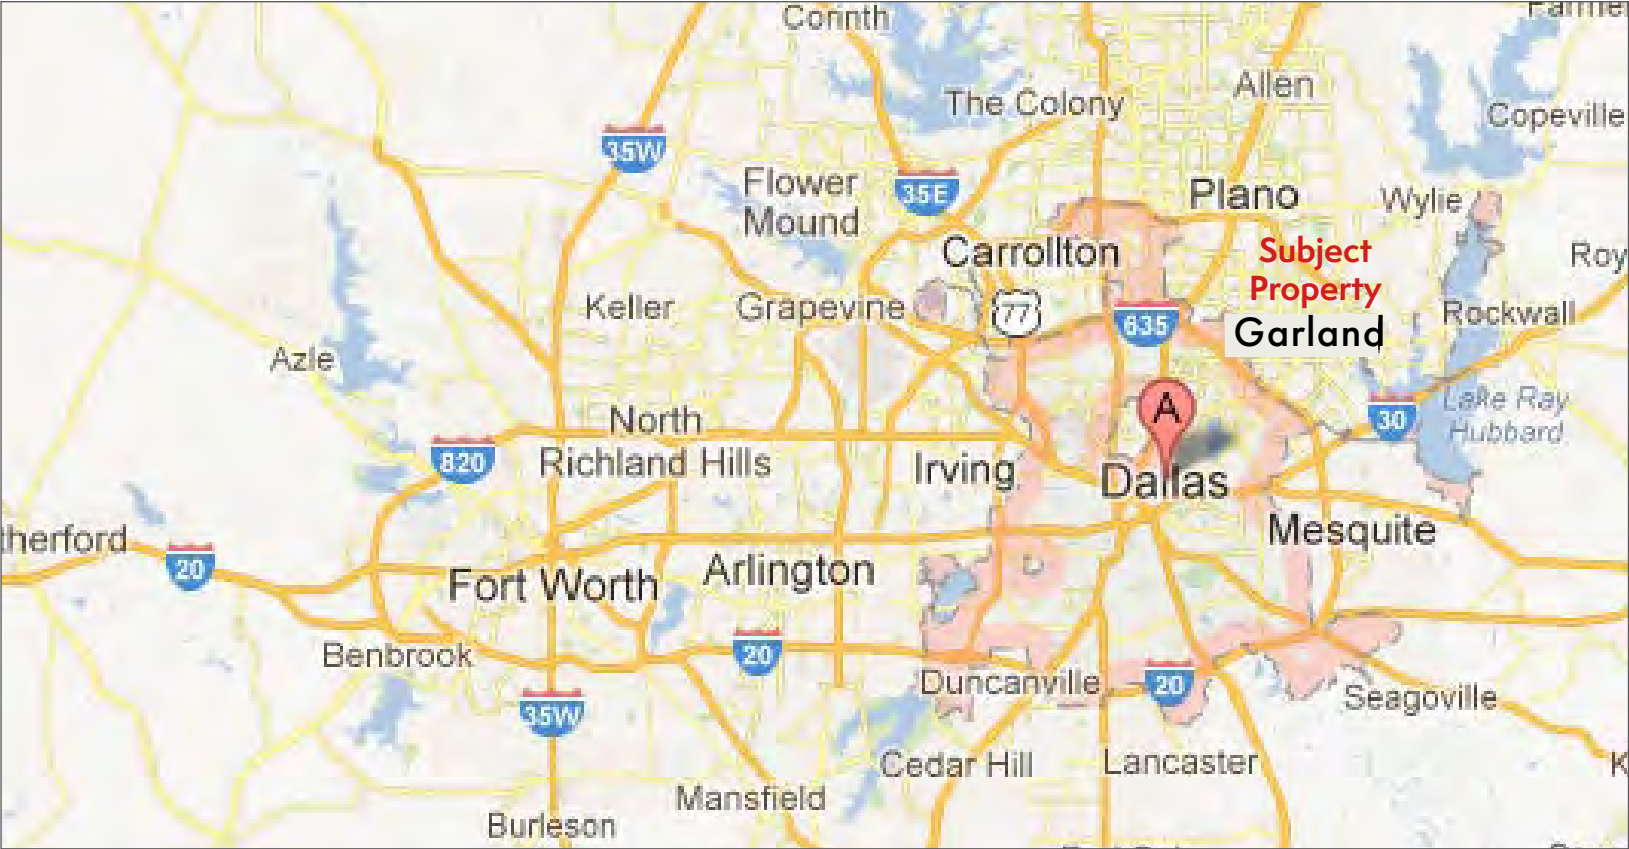 Corinth
Allen
The Colony
Copeville
35W
Flower
Mound
35E
Plano
Wylie
Carrollton
Subject
Property
Roy
Keller
Grapevine
77
635
Garland
Rockwall
Azle
A
Lake Ray
Hubbard
30
North
Richland Hills
820
Irving
Dallas
Mesquite
therford
20
Fort Worth
Arlington
Benbrook
20
Duncanville
20
Seagoville
35W
Cedar Hill
Lancaster
K
Mansfield
Burleson